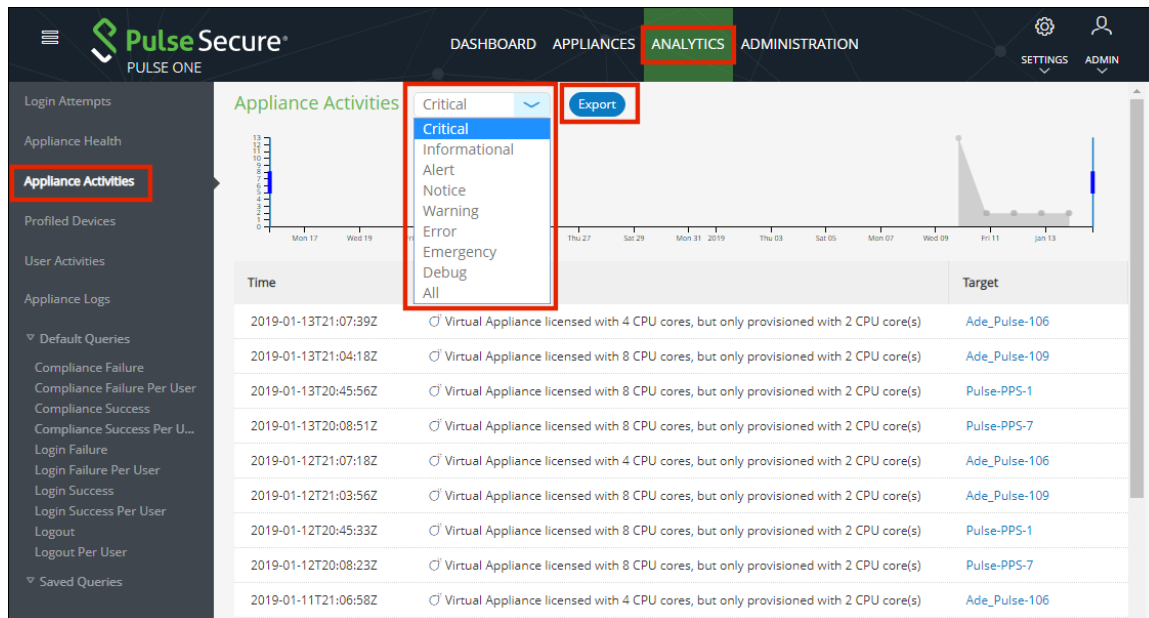 Pulse Secure®
PULSE ONE
DASHBOARD APPLIANCES ANALYTICS ADMINISTRATION
SETTINGS ADMIN
Login Attempts
Appliance Health
Appliance Activities
Profiled Devices
User Activities
Appliance Logs
Default Queries
Compliance Failure
Compliance Failure Per User
Compliance Success
Compliance Success Per U...
Login Failure
Login Failure Per User
Login Success
Login Success Per User
Logout
Logout Per User
Saved Queries
Appliance Activities Critical Export
Critical
Informational
Alert
Notice
Warning
Error
Emergency
Debug
All
13
12
11
10
9
8
7
6
5
4
3
2
1
0
Mon 17 Wed 19 Thu 27 Sat 29 Mon 31 2019 Thu 03 Sat 05 Mon 07 Wed 09 Fri 11 Jan 13
Time Target
2019-01-13T21:07:39Z Virtual Appliance licensed with 4 CPU cores, but only provisioned with 2 CPU core(s) Ade_Pulse-106
2019-01-13T21:04:18Z Virtual Appliance licensed with 8 CPU cores, but only provisioned with 2 CPU core(s) Ade_Pulse-109
2019-01-13T20:45:56Z Virtual Appliance licensed with 8 CPU cores, but only provisioned with 2 CPU core(s) Pulse-PPS-1
2019-01-13T20:08:51Z Virtual Appliance licensed with 8 CPU cores, but only provisioned with 2 CPU core(s) Pulse-PPS-7
2019-01-12T21:07:18Z Virtual Appliance licensed with 4 CPU cores, but only provisioned with 2 CPU core(s) Ade_Pulse-106
2019-01-12T21:03:56Z Virtual Appliance licensed with 8 CPU cores, but only provisioned with 2 CPU core(s) Ade_Pulse-109
2019-01-12T20:45:33Z Virtual Appliance licensed with 8 CPU cores, but only provisioned with 2 CPU core(s) Pulse-PPS-1
2019-01-12T20:08:23Z Virtual Appliance licensed with 8 CPU cores, but only provisioned with 2 CPU core(s) Pulse-PPS-7
2019-01-11T21:06:58Z Virtual Appliance licensed with 4 CPU cores, but only provisioned with 2 CPU core(s) Ade_Pulse-106